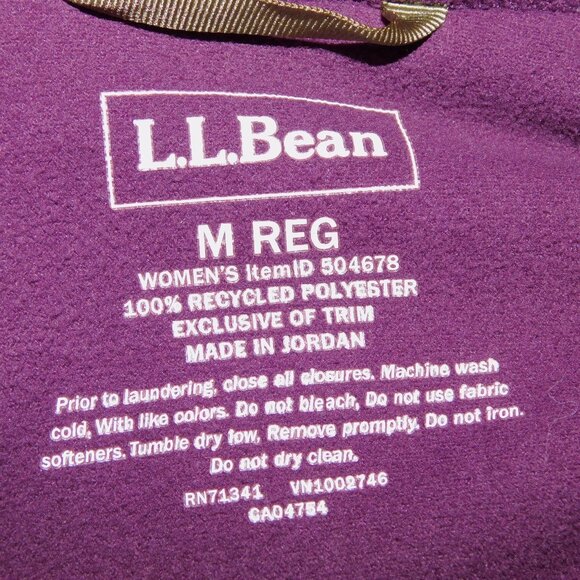 L.L.Bean
M REG
WOMEN'S ItemID 504678
100% RECYCLED POLYESTER
EXCLUSIVE OF TRIM
MADE IN JORDAN
Prior to laundering, close all closures. Machine wash
cold, With like colors. Do not bleach, Do not use fabric
softeners. Tumble dry low, Remove promptly. Do not iron.
Do not dry clean.
RN71341 VN1002746
CA04754